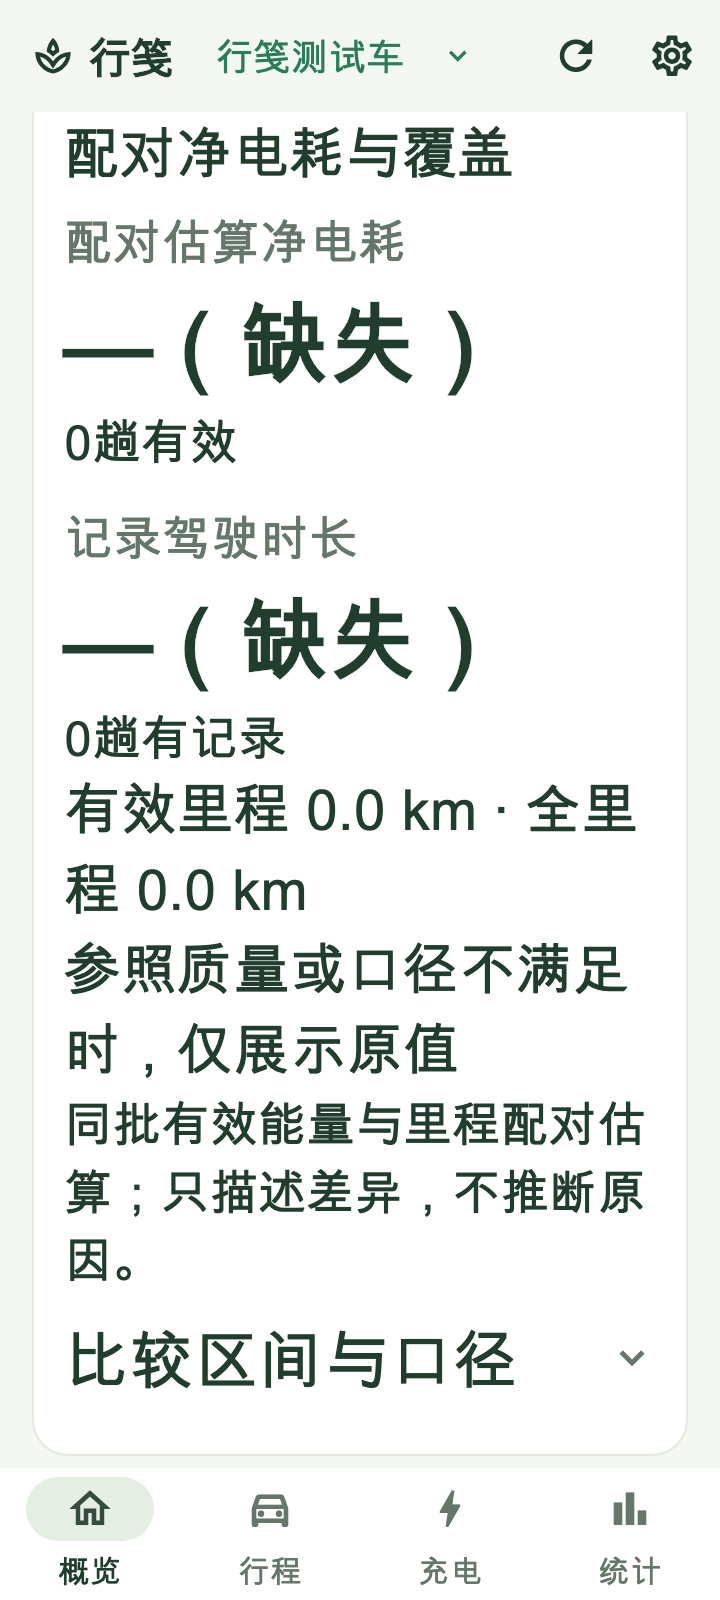 行笺 行笺测试车
配对净电耗与覆盖
配对估算净电耗
—（缺失）
0趟有效
记录驾驶时长
—（缺失）
0趟有记录
有效里程 0.0 km · 全里
程 0.0 km
参照质量或口径不满足
时，仅展示原值
同批有效能量与里程配对估
算；只描述差异，不推断原
因。
比较区间与口径
概览 行程 充电 统计